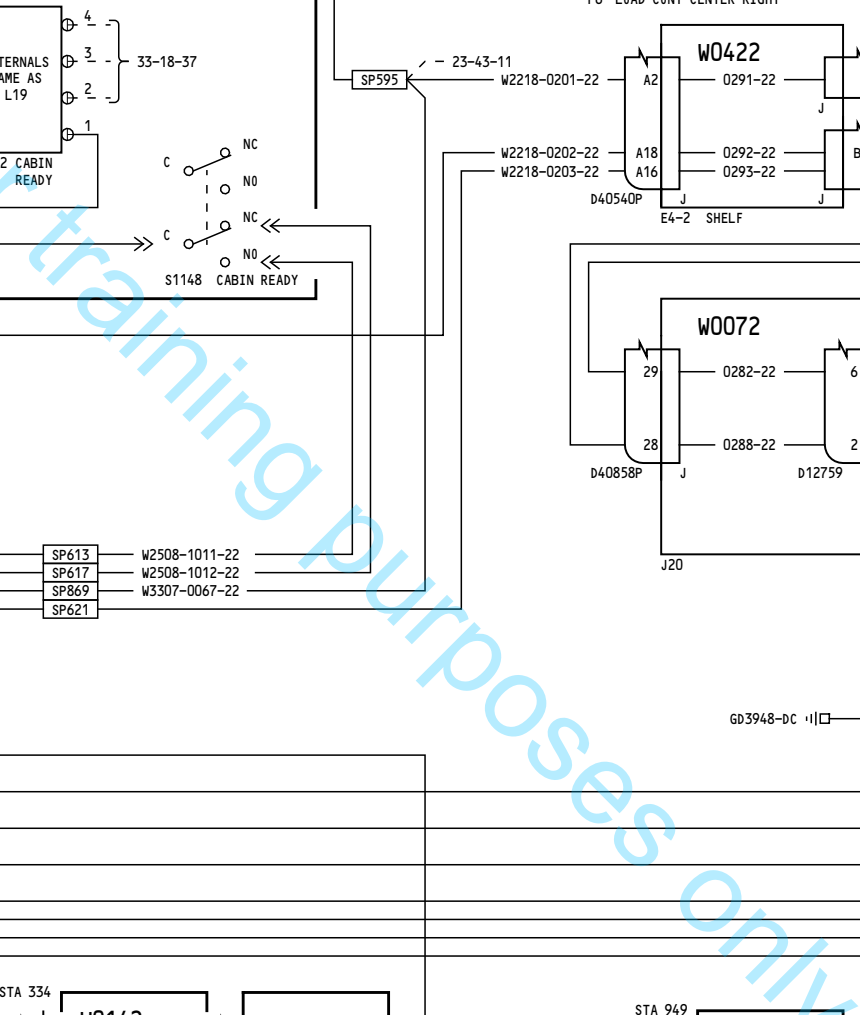 4
3
2
1
33-18-37
TERNALS
AME AS
L19
2 CABIN
READY
C
NC
NO
C
NC
NO
S1148 CABIN READY
SP595
23-43-11
W2218-0201-22
W2218-0202-22
W2218-0203-22
LOAD CONT CENTER RIGHT
W0422
A2
0291-22
J
A18
0292-22
B
A16
0293-22
D40540P
J
J
E4-2 SHELF
W0072
29
0282-22
6
28
0288-22
2
D40858P
J
D12759
J20
SP613
W2508-1011-22
SP617
W2508-1012-22
SP869
W3307-0067-22
SP621
GD3948-DC
STA 334
STA 949
r training purposes only